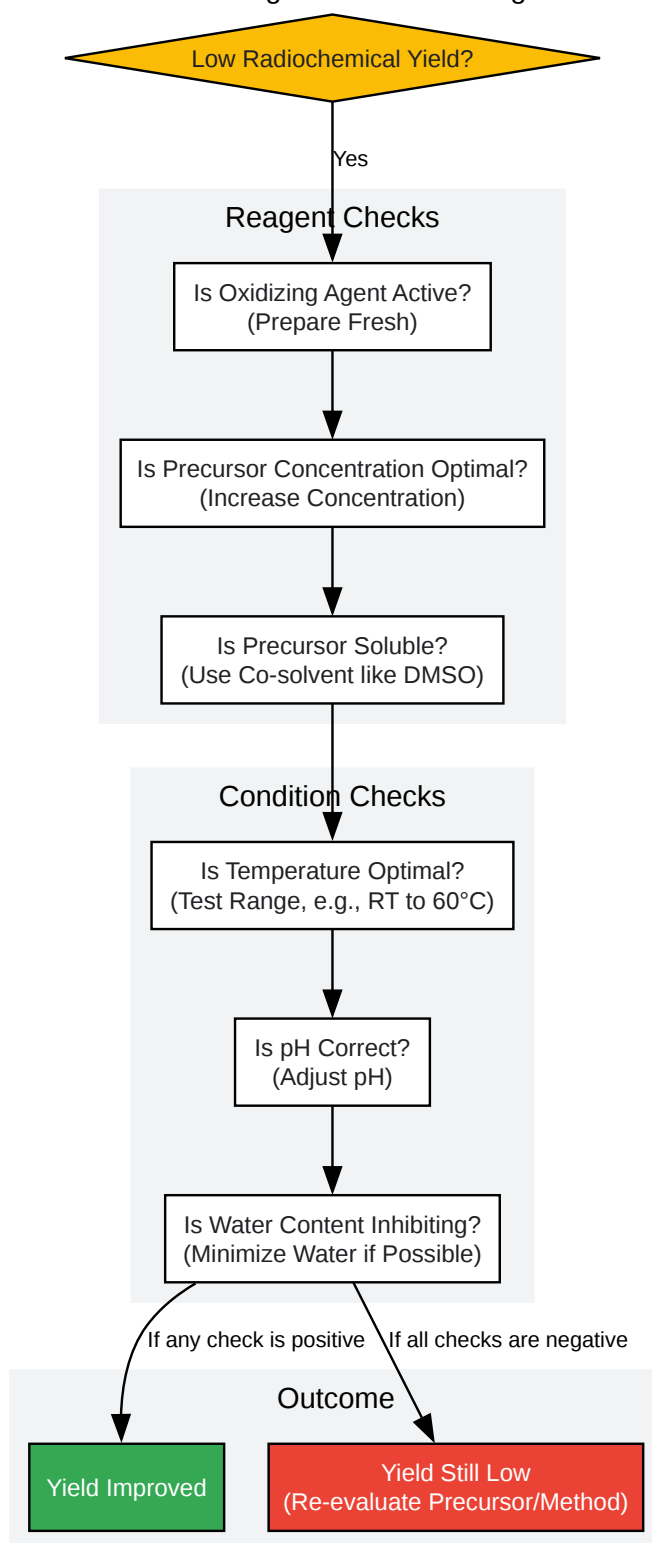 Low Radiochemical Yield?
Yes
Reagent Checks
Is Oxidizing Agent Active?
(Prepare Fresh)
Is Precursor Concentration Optimal?
(Increase Concentration)
Is Precursor Soluble?
(Use Co-solvent like DMSO)
Condition Checks
Is Temperature Optimal?
(Test Range, e.g., RT to 60°C)
Is pH Correct?
(Adjust pH)
Is Water Content Inhibiting?
(Minimize Water if Possible)
If any check is positive
If all checks are negative
Outcome
Yield Improved
Yield Still Low
(Re-evaluate Precursor/Method)